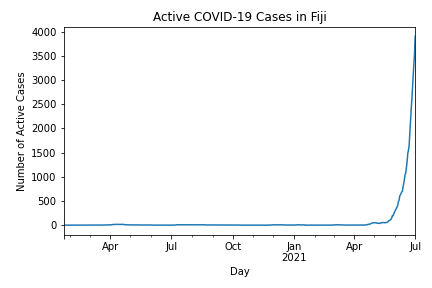 Active COVID-19 Cases in Fiji
4000
3500
3000
2500
2000
1500
1000
500
0
Number of Active Cases
Apr Jul Oct Jan Apr Jul
2021
Day